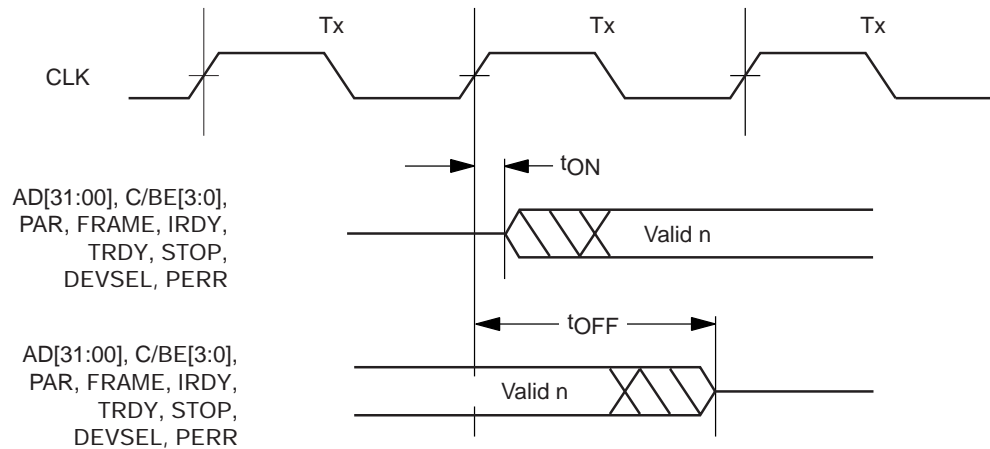 Tx Tx Tx
CLK
tON
AD[31:00], C/BE[3:0],
PAR, FRAME, IRDY,
TRDY, STOP,
DEVSEL, PERR
Valid n
tOFF
AD[31:00], C/BE[3:0],
PAR, FRAME, IRDY,
TRDY, STOP,
DEVSEL, PERR
Valid n